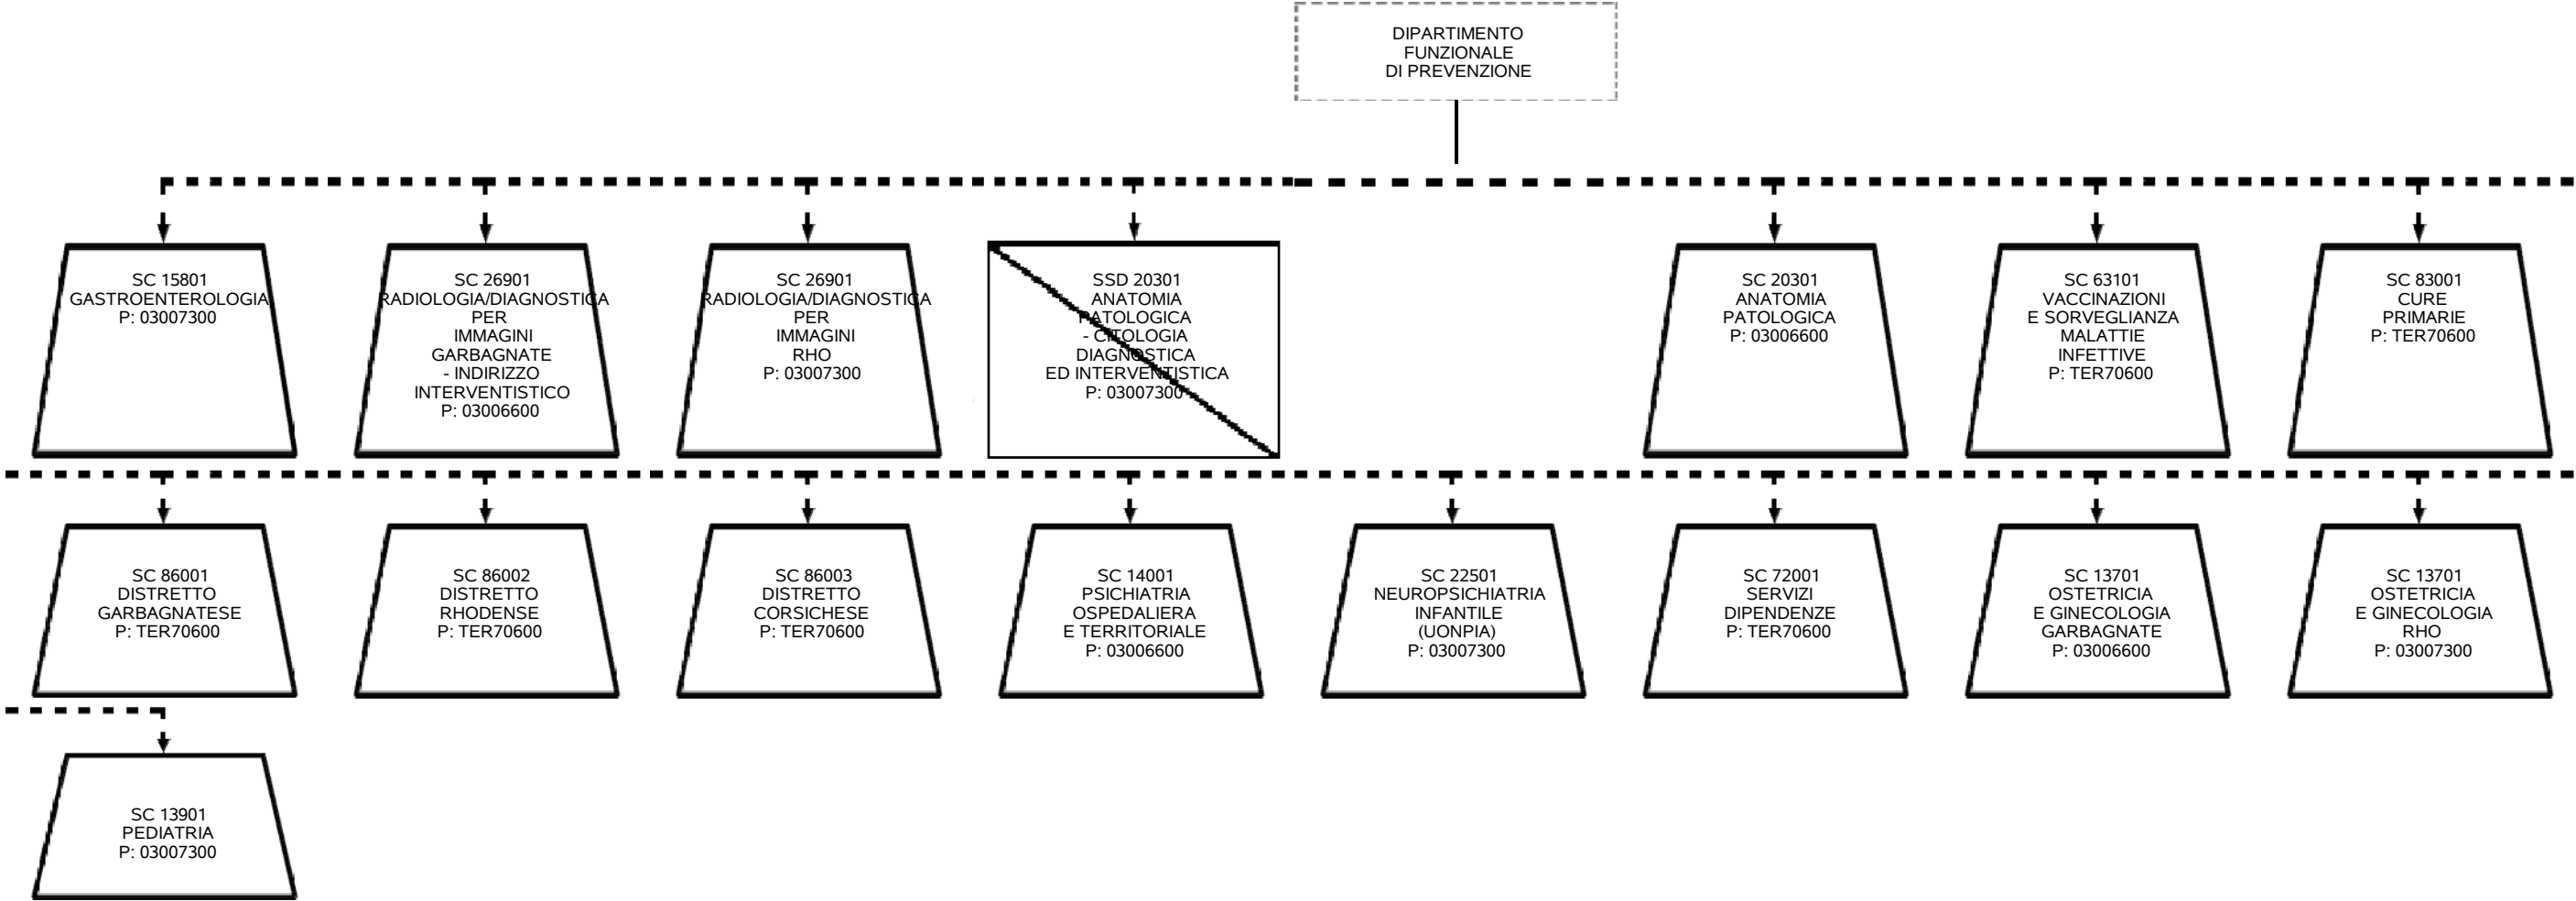 DIPARTIMENTO
FUNZIONALE
DI PREVENZIONE
SC 15801
GASTROENTEROLOGIA
P: 03007300
SC 26901
RADIOLOGIA/DIAGNOSTICA
PER
IMMAGINI
GARBAGNATE
- INDIRIZZO
INTERVENTISTICO
P: 03006600
SC 26901
RADIOLOGIA/DIAGNOSTICA
PER
IMMAGINI
RHO
P: 03007300
SSD 20301
ANATOMIA
PATOLOGICA
- CITOLOGIA
DIAGNOSTICA
ED INTERVENTISTICA
P: 03007300
SC 20301
ANATOMIA
PATOLOGICA
P: 03006600
SC 63101
VACCINAZIONI
E SORVEGLIANZA
MALATTIE
INFETTIVE
P: TER70600
SC 83001
CURE
PRIMARIE
P: TER70600
SC 86001
DISTRETTO
GARBAGNATESE
P: TER70600
SC 86002
DISTRETTO
RHODENSE
P: TER70600
SC 86003
DISTRETTO
CORSICHESE
P: TER70600
SC 14001
PSICHIATRIA
OSPEDALIERA
E TERRITORIALE
P: 03006600
SC 22501
NEUROPSICHIATRIA
INFANTILE
(UONPIA)
P: 03007300
SC 72001
SERVIZI
DIPENDENZE
P: TER70600
SC 13701
OSTETRICIA
E GINECOLOGIA
GARBAGNATE
P: 03006600
SC 13701
OSTETRICIA
E GINECOLOGIA
RHO
P: 03007300
SC 13901
PEDIATRIA
P: 03007300